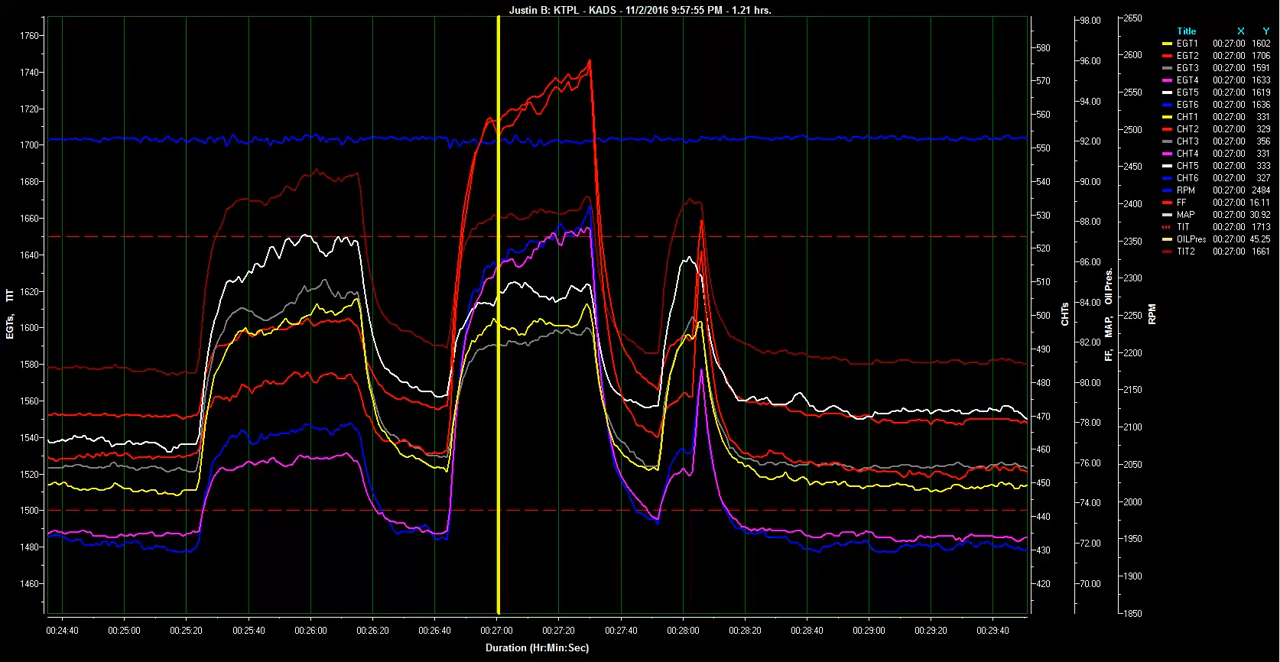 Justin B: KTPL - KADS - 11/2/2016 9:57:55 PM - 1.21 hrs.
EGTs, TIT
1760
1740
1720
1700
1680
1660
1640
1620
1600
1580
1560
1540
1520
1500
1480
1460
00:24:40 00:25:00 00:25:20 00:25:40 00:26:00 00:26:20 00:26:40 00:27:00 00:27:20 00:27:40 00:28:00 00:28:20 00:28:40 00:29:00 00:29:20 00:29:40
Duration (Hr:Min:Sec)
580
570
560
550
540
530
520
510
500
490
480
470
460
450
440
430
420
CHTs
98.00
96.00
94.00
92.00
90.00
88.00
86.00
84.00
82.00
80.00
78.00
76.00
74.00
72.00
70.00
FF, MAP, Oil Pres.
2650
2600
2550
2500
2450
2400
2350
2300
2250
2200
2150
2100
2050
2000
1950
1900
1850
RPM
Title X Y
EGT1 00:27:00 1602
EGT2 00:27:00 1706
EGT3 00:27:00 1591
EGT4 00:27:00 1633
EGT5 00:27:00 1619
EGT6 00:27:00 1636
CHT1 00:27:00 331
CHT2 00:27:00 329
CHT3 00:27:00 356
CHT4 00:27:00 331
CHT5 00:27:00 333
CHT6 00:27:00 327
RPM 00:27:00 2484
FF 00:27:00 16.11
MAP 00:27:00 30.92
TIT 00:27:00 1713
OILPres 00:27:00 45.25
TIT2 00:27:00 1661